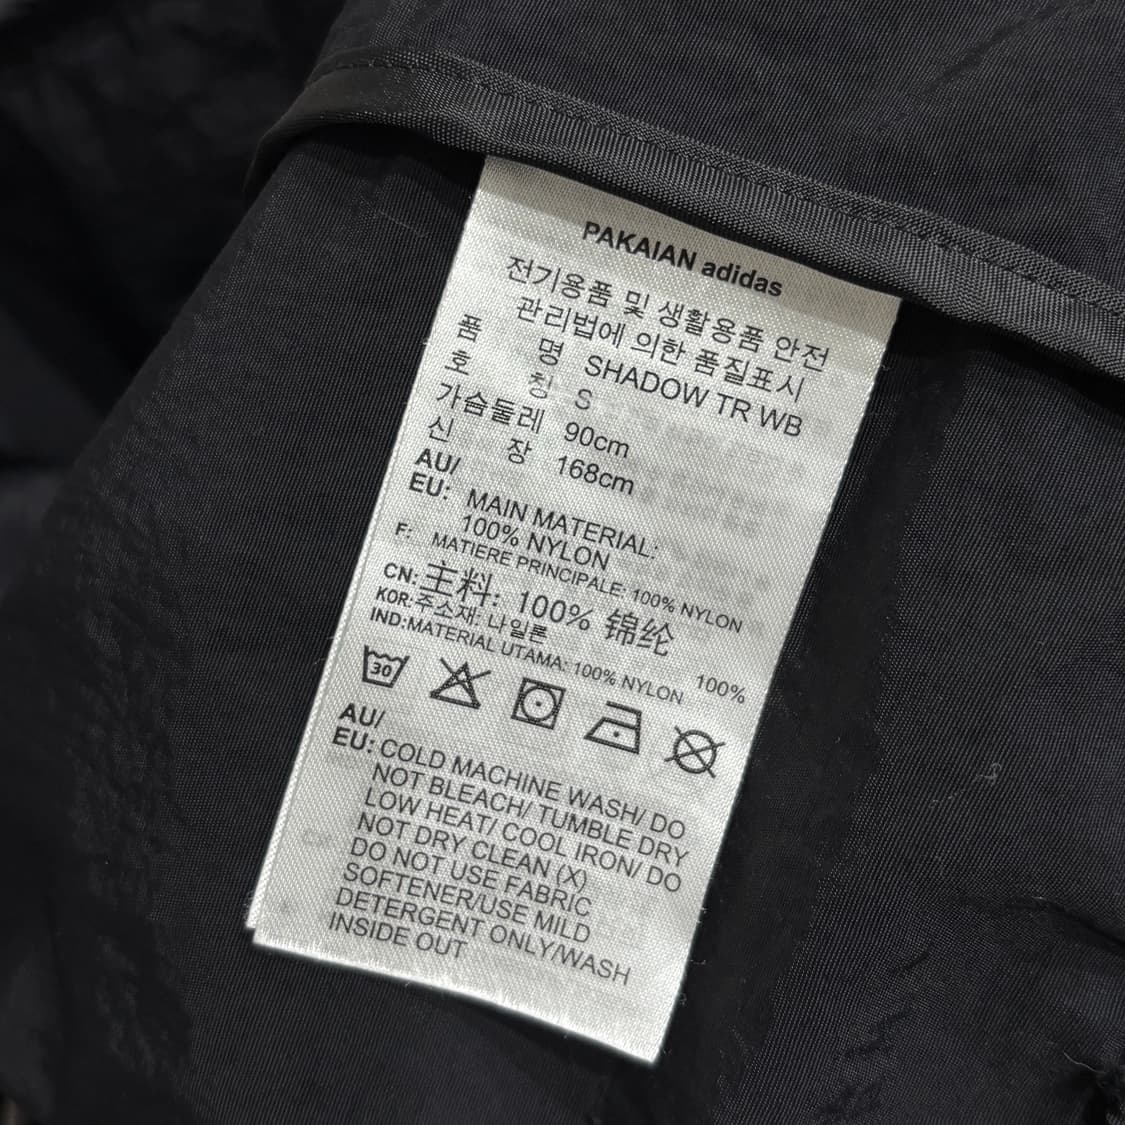 PAKAIAN adidas
전기용품 및 생활용품 안전
관리법에 의한 품질표시
품 명 SHADOW TR WB
호 칭 S
가슴둘레 90cm
신 장 168cm
AU/
EU: MAIN MATERIAL:
100% NYLON
F: MATIERE PRINCIPALE: 100% NYLON
CN: 主料: 100% 锦纶
KOR: 주소재: 나일론 100%
IND: MATERIAL UTAMA: 100% NYLON
30
AU/
EU: COLD MACHINE WASH/ DO
NOT BLEACH/ TUMBLE DRY
LOW HEAT/ COOL IRON/ DO
NOT DRY CLEAN (X)
DO NOT USE FABRIC
SOFTENER/USE MILD
DETERGENT ONLY/WASH
INSIDE OUT